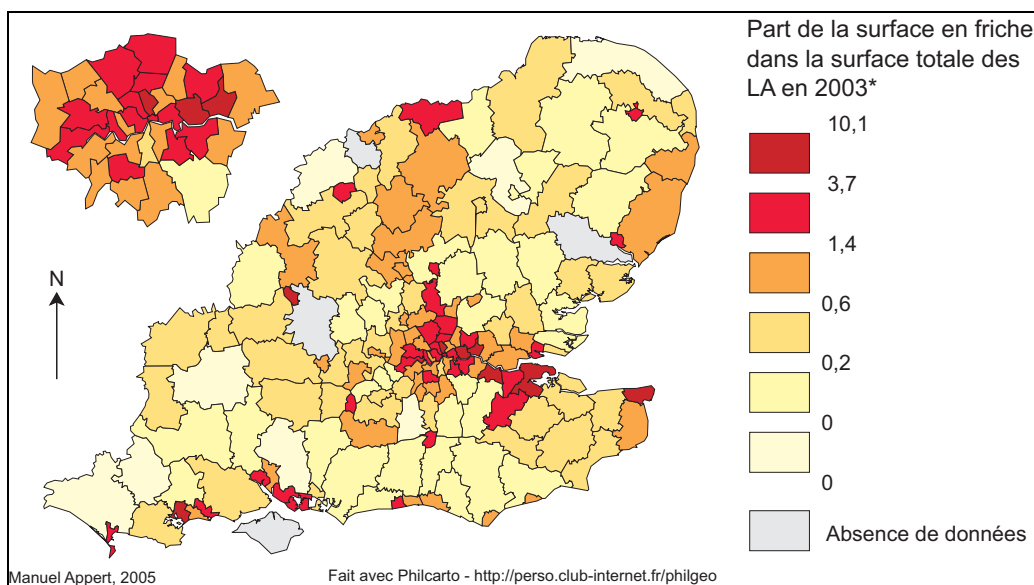 Part de la surface en friche
dans la surface totale des
LA en 2003*
10,1
3,7
1,4
0,6
0,2
0
0
Absence de données
N
Manuel Appert, 2005
Fait avec Philcarto - http://perso.club-internet.fr/philgeo